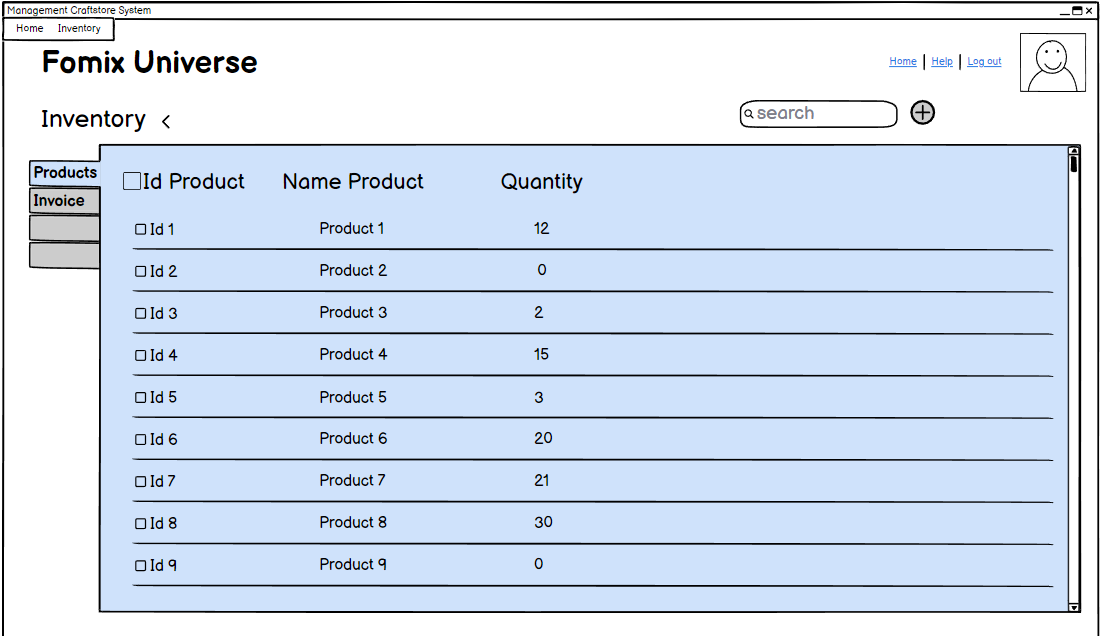 Management Craftstore System
Home Inventory
Fomix Universe
Home Help Log out
Inventory
search
Products
Invoice
Id Product Name Product Quantity
Id 1 Product 1 12
Id 2 Product 2 0
Id 3 Product 3 2
Id 4 Product 4 15
Id 5 Product 5 3
Id 6 Product 6 20
Id 7 Product 7 21
Id 8 Product 8 30
Id 9 Product 9 0